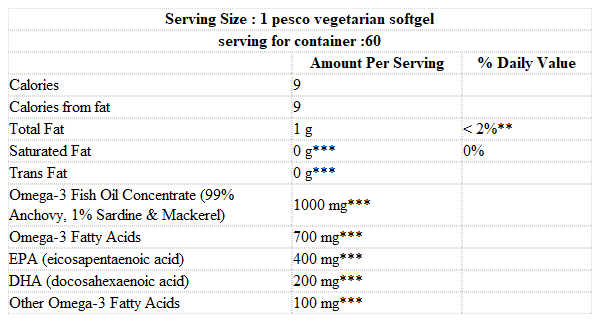 Serving Size : 1 pesco vegetarian softgel
serving for container :60
Amount Per Serving % Daily Value
Calories 9
Calories from fat 9
Total Fat 1 g < 2%**
Saturated Fat 0 g*** 0%
Trans Fat 0 g***
Omega-3 Fish Oil Concentrate (99%
Anchovy, 1% Sardine & Mackerel) 1000 mg***
Omega-3 Fatty Acids 700 mg***
EPA (eicosapentaenoic acid) 400 mg***
DHA (docosahexaenoic acid) 200 mg***
Other Omega-3 Fatty Acids 100 mg***